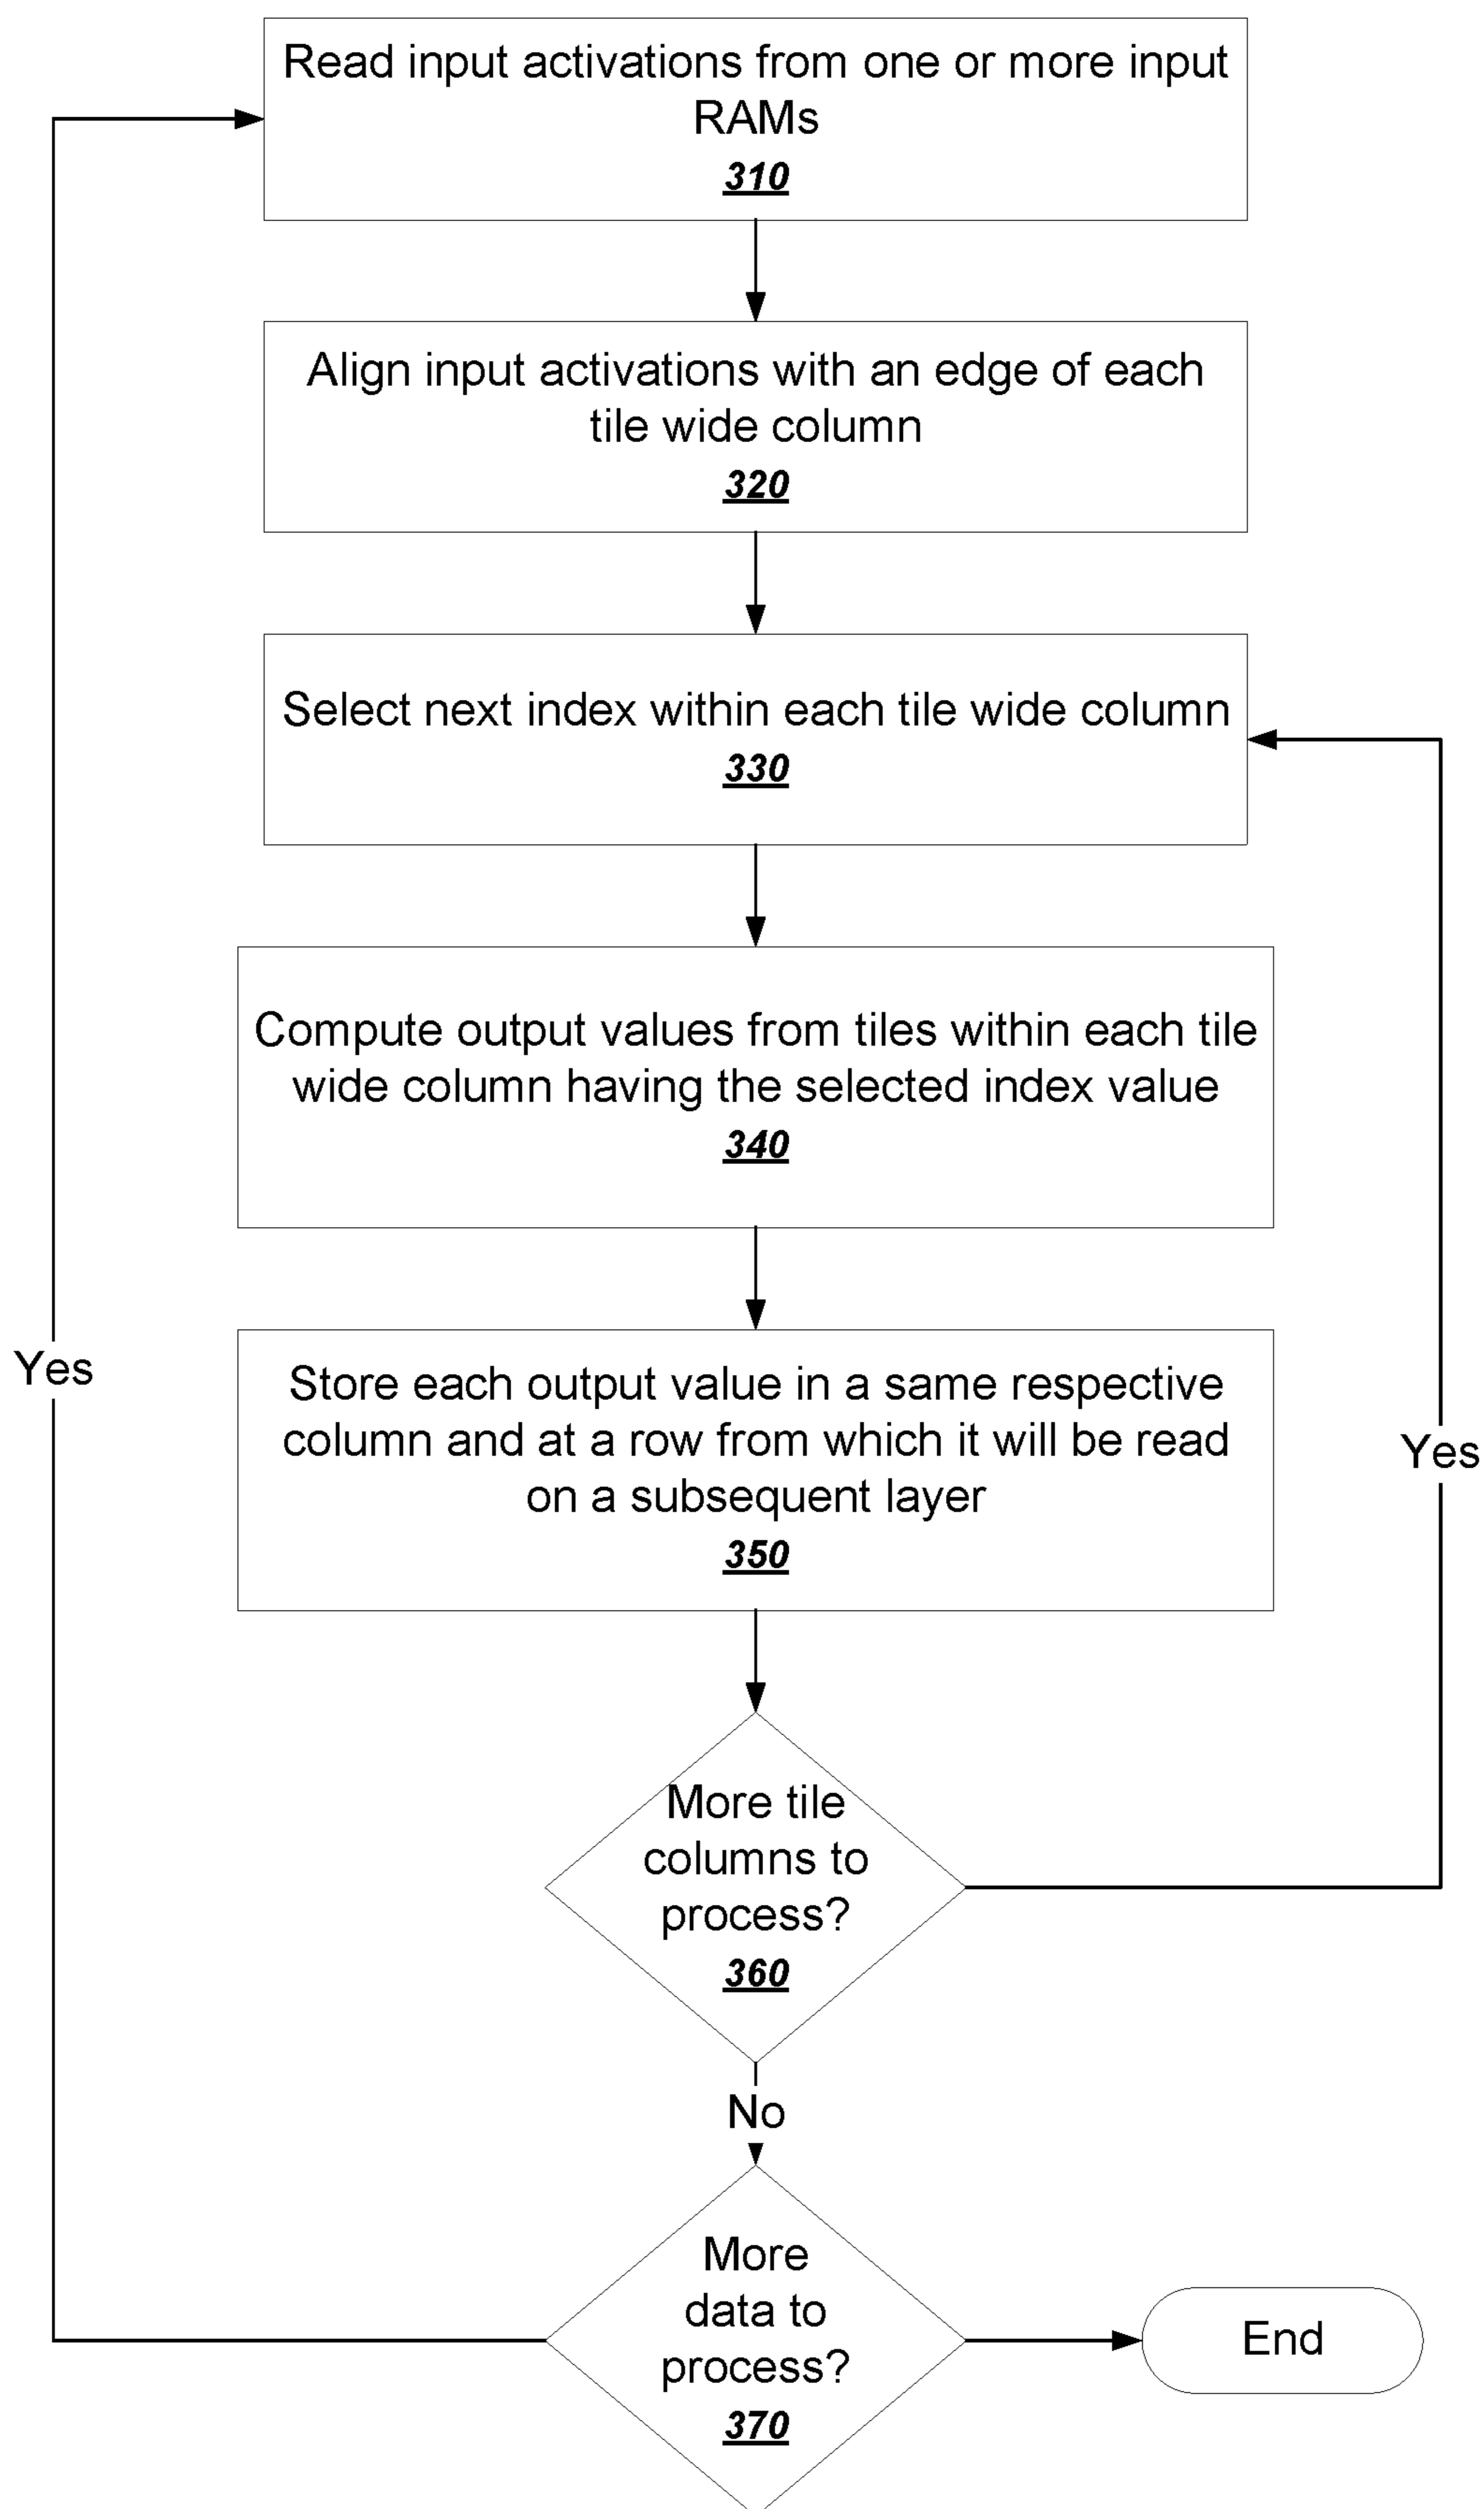 Read input activations from one or more input
RAMs
310
Align input activations with an edge of each
tile wide column
320
Select next index within each tile wide column
330
Compute output values from tiles within each tile
wide column having the selected index value
340
Store each output value in a same respective
column and at a row from which it will be read
on a subsequent layer
350
Yes
Yes
More tile
columns to
process?
360
No
More
data to
process?
370
End